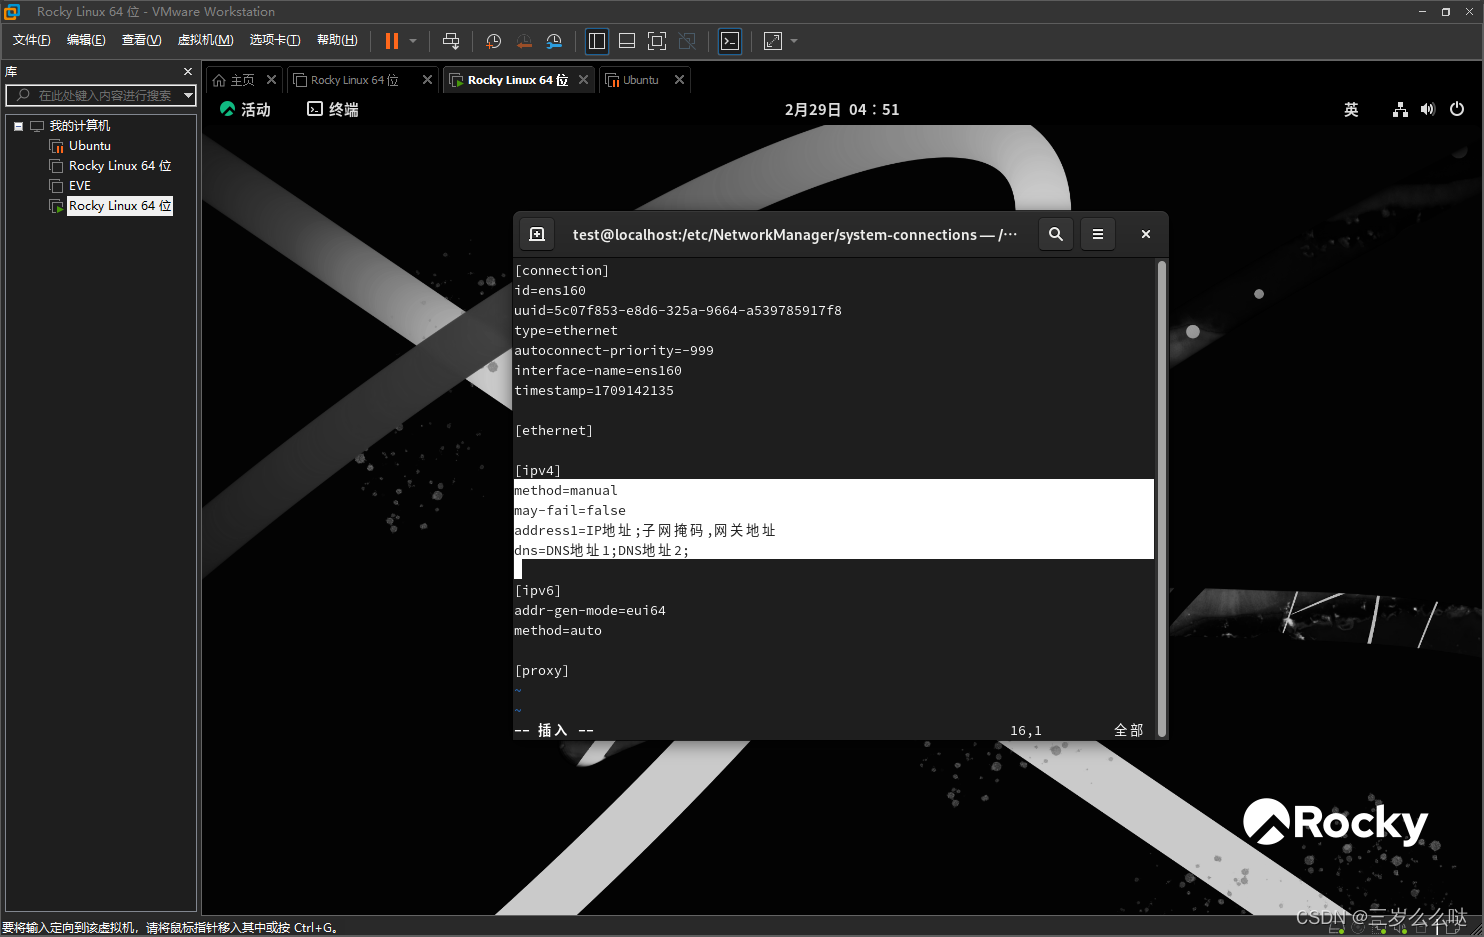 Rocky Linux 64 位 - VMware Workstation
文件(F) 编辑(E) 查看(V) 虚拟机(M) 选项卡(T) 帮助(H)
库
在此处键入内容进行搜索
我的计算机
Ubuntu
Rocky Linux 64 位
EVE
Rocky Linux 64 位
主页 Rocky Linux 64 位 Rocky Linux 64 位 Ubuntu
活动 终端 2月29日 04：51 英
test@localhost:/etc/NetworkManager/system-connections — /…
[connection]
id=ens160
uuid=5c07f853-e8d6-325a-9664-a539785917f8
type=ethernet
autoconnect-priority=-999
interface-name=ens160
timestamp=1709142135
[ethernet]
[ipv4]
method=manual
may-fail=false
address1=IP地址;子网掩码,网关地址
dns=DNS地址1;DNS地址2;
[ipv6]
addr-gen-mode=eui64
method=auto
[proxy]
~
~
-- 插入 -- 16,1 全部
Rocky
要将输入定向到该虚拟机，请将鼠标指针移入其中或按 Ctrl+G。
CSDN @三岁么么哒